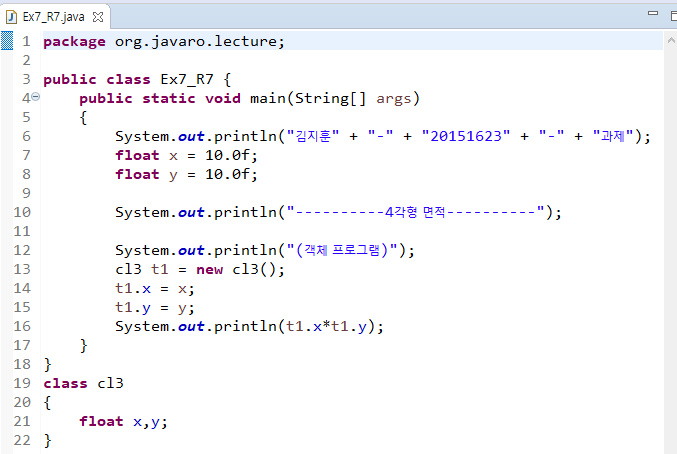 Ex7_R7.java
1 package org.javaro.lecture;
2
3 public class Ex7_R7 {
4 public static void main(String[] args)
5 {
6 System.out.println("김지훈" + "-" + "20151623" + "-" + "과제");
7 float x = 10.0f;
8 float y = 10.0f;
9
10 System.out.println("----------4각형 면적----------");
11
12 System.out.println("(객체 프로그램)");
13 cl3 t1 = new cl3();
14 t1.x = x;
15 t1.y = y;
16 System.out.println(t1.x*t1.y);
17 }
18 }
19 class cl3
20 {
21 float x,y;
22 }